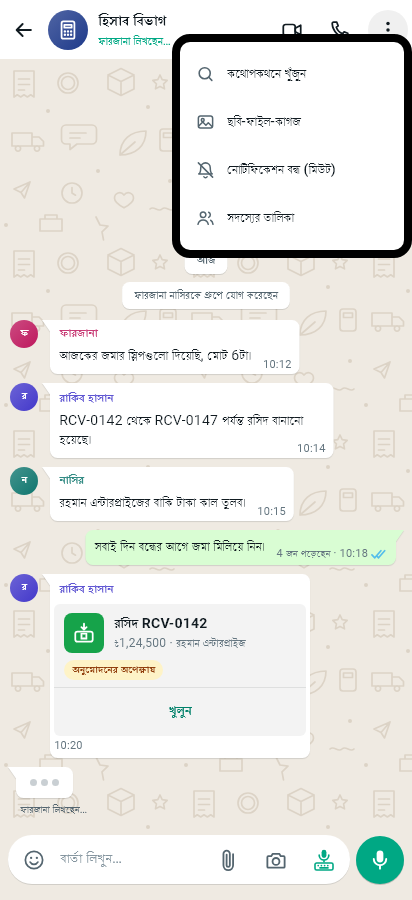 হিসাব বিভাগ
ফারজানা লিখছেন...
কথোপকথনে খুঁজুন
ছবি-ফাইল-কাগজ
নোটিফিকেশন বন্ধ (মিউট)
সদস্যের তালিকা
আজ
ফারজানা নাসিরকে গ্রুপে যোগ করেছেন
ফ
ফারজানা
আজকের জমার স্লিপগুলো দিয়েছি, মোট 6টা।
10:12
র
রাকিব হাসান
RCV-0142 থেকে RCV-0147 পর্যন্ত রসিদ বানানো
হয়েছে।
10:14
ন
নাসির
রহমান এন্টারপ্রাইজের বাকি টাকা কাল তুলব।
10:15
সবাই দিন বন্ধের আগে জমা মিলিয়ে নিন।
4 জন পড়েছেন · 10:18
র
রাকিব হাসান
রসিদ RCV-0142
৳1,24,500 · রহমান এন্টারপ্রাইজ
অনুমোদনের অপেক্ষায়
খুলুন
10:20
ফারজানা লিখছেন...
বার্তা লিখুন...